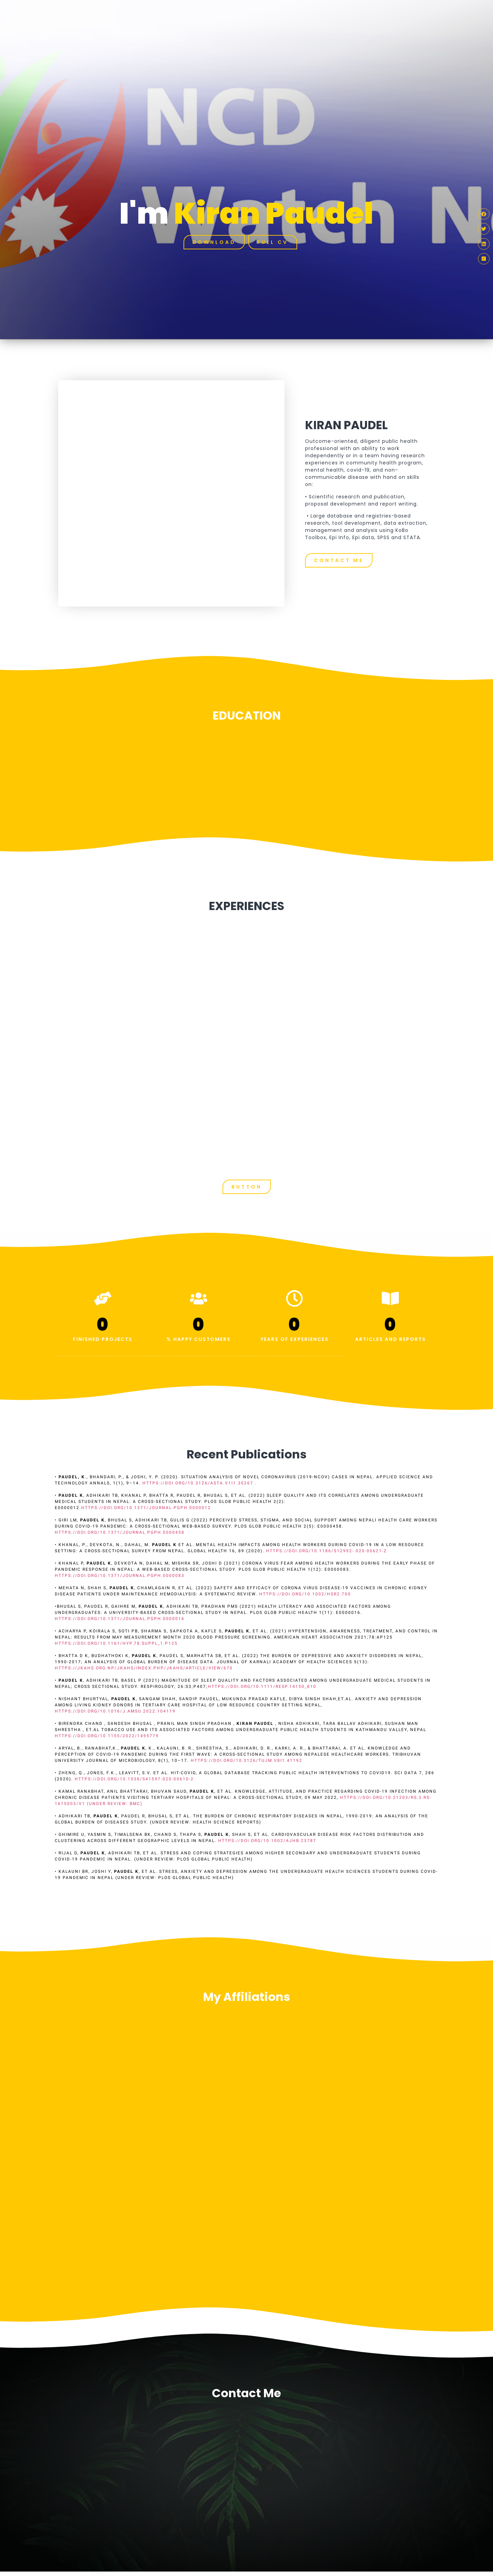 NCD
Watch Ne
I'm Kiran Paudel
DOWNLOAD
FULL CV
KIRAN PAUDEL
Outcome-oriented, diligent public health
professional with an ability to work
independently or in a team having research
experiences in community health program,
mental health, covid-19, and non-
communicable disease with hand on skills
on:
• Scientific research and publication,
proposal development and report writing.
• Large database and registries-based
research, tool development, data extraction,
management and analysis using KoBo
Toolbox, Epi Info, Epi data, SPSS and STATA.
CONTACT ME
EDUCATION
EXPERIENCES
BUTTON
0
FINISHED PROJECTS
0
% HAPPY CUSTOMERS
0
YEARS OF EXPERIENCES
0
ARTICLES AND REPORTS
Recent Publications
• PAUDEL, K., BHANDARI, P., & JOSHI, Y. P. (2020). SITUATION ANALYSIS OF NOVEL CORONAVIRUS (2019-NCOV) CASES IN NEPAL. APPLIED SCIENCE AND
TECHNOLOGY ANNALS, 1(1), 9–14.
• PAUDEL K, ADHIKARI TB, KHANAL P, BHATTA R, PAUDEL R, BHUSAL S, ET AL. (2022) SLEEP QUALITY AND ITS CORRELATES AMONG UNDERGRADUATE
MEDICAL STUDENTS IN NEPAL: A CROSS-SECTIONAL STUDY. PLOS GLOB PUBLIC HEALTH 2(2):
E0000012. HTTPS://DOI.ORG/10.1371/JOURNAL.PGPH.0000012
• GIRI LM, PAUDEL K, BHUSAL S, ADHIKARI TB, GULIS G (2022) PERCEIVED STRESS, STIGMA, AND SOCIAL SUPPORT AMONG NEPALI HEALTH CARE WORKERS
DURING COVID-19 PANDEMIC: A CROSS-SECTIONAL WEB-BASED SURVEY. PLOS GLOB PUBLIC HEALTH 2(5): E0000458.
HTTPS://DOI.ORG/10.1371/JOURNAL.PGPH.0000458
• KHANAL, P., DEVKOTA, N., DAHAL, M. PAUDEL K ET AL. MENTAL HEALTH IMPACTS AMONG HEALTH WORKERS DURING COVID-19 IN A LOW RESOURCE
SETTING: A CROSS-SECTIONAL SURVEY FROM NEPAL. GLOBAL HEALTH 16, 89 (2020). HTTPS://DOI.ORG/10.1186/S12992- 020-00621-Z
• KHANAL P, PAUDEL K, DEVKOTA N, DAHAL M, MISHRA SR, JOSHI D (2021) CORONA VIRUS FEAR AMONG HEALTH WORKERS DURING THE EARLY PHASE OF
PANDEMIC RESPONSE IN NEPAL: A WEB-BASED CROSS-SECTIONAL STUDY. PLOS GLOB PUBLIC HEALTH 1(12): E0000083.
HTTPS://DOI.ORG/10.1371/JOURNAL.PGPH.0000083
• MEHATA N, SHAH S, PAUDEL K, CHAMLAGAIN R, ET AL. (2022) SAFETY AND EFFICACY OF CORONA VIRUS DISEASE-19 VACCINES IN CHRONIC KIDNEY
DISEASE PATIENTS UNDER MAINTENANCE HEMODIALYSIS: A SYSTEMATIC REVIEW. HTTPS://DOI.ORG/10.1002/HSR2.700
•BHUSAL S, PAUDEL R, GAIHRE M, PAUDEL K, ADHIKARI TB, PRADHAN PMS (2021) HEALTH LITERACY AND ASSOCIATED FACTORS AMONG
UNDERGRADUATES: A UNIVERSITY-BASED CROSS-SECTIONAL STUDY IN NEPAL. PLOS GLOB PUBLIC HEALTH 1(11): E0000016.
HTTPS://DOI.ORG/10.1371/JOURNAL.PGPH.0000016
• ACHARYA P, KOIRALA S, SOTI PB, SHARMA S, SAPKOTA A, KAFLE S, PAUDEL K, ET AL. (2021) HYPERTENSION, AWARENESS, TREATMENT, AND CONTROL IN
NEPAL: RESULTS FROM MAY MEASUREMENT MONTH 2020 BLOOD PRESSURE SCREENING. AMERICAN HEART ASSOCIATION 2021;78:AP125
HTTPS://DOI.ORG/10.1161/HYP.78.SUPPL_1.P125
• BHATTA D K, BUDHATHOKI K, PAUDEL K, PAUDEL S, MARHATTA SB, ET AL. (2022) THE BURDEN OF DEPRESSIVE AND ANXIETY DISORDERS IN NEPAL,
1990-2017; AN ANALYSIS OF GLOBAL BURDEN OF DISEASE DATA. JOURNAL OF KARNALI ACADEMY OF HEALTH SCIENCES 5(12).
HTTPS://JKAHS.ORG.NP/JKAHS/INDEX.PHP/JKAHS/ARTICLE/VIEW/675
• PAUDEL K, ADHIKARI TB, BASEL P (2021) MAGNITUDE OF SLEEP QUALITY AND FACTORS ASSOCIATED AMONG UNDERGRADUATE MEDICAL STUDENTS IN
NEPAL; CROSS SECTIONAL STUDY. RESPIROLOGY, 26,S3;P.347;HTTPS://DOI.ORG/10.1111/RESP.14150_810
• NISHANT BHURTYAL, PAUDEL K, SANGAM SHAH, SANDIP PAUDEL, MUKUNDA PRASAD KAFLE, DIBYA SINGH SHAH,ET.AL. ANXIETY AND DEPRESSION
AMONG LIVING KIDNEY DONORS IN TERTIARY CARE HOSPITAL OF LOW RESOURCE COUNTRY SETTING NEPAL,
HTTPS://DOI.ORG/10.1016/J.AMSU.2022.104119
• BIRENDRA CHAND , SANDESH BHUSAL , PRANIL MAN SINGH PRADHAN , KIRAN PAUDEL , NISHA ADHIKARI, TARA BALLAV ADHIKARI, SUDHAN MAN
SHRESTHA , ET.AL TOBACCO USE AND ITS ASSOCIATED FACTORS AMONG UNDERGRADUATE PUBLIC HEALTH STUDENTS IN KATHMANDU VALLEY, NEPAL
HTTPS://DOI.ORG/10.1155/2022/1495775
• ARYAL, B., RANABHAT,K., PAUDEL K. K., KALAUNI, B. R., SHRESTHA, S., ADHIKARI, D. R., KARKI, A. R., & BHATTARAI, A. ET AL. KNOWLEDGE AND
PERCEPTION OF COVID-19 PANDEMIC DURING THE FIRST WAVE: A CROSS-SECTIONAL STUDY AMONG NEPALESE HEALTHCARE WORKERS. TRIBHUVAN
UNIVERSITY JOURNAL OF MICROBIOLOGY, 8(1), 10–17. HTTPS://DOI.ORG/10.3126/TUJM.V8I1.41192
• ZHENG, Q., JONES, F.K., LEAVITT, S.V. ET AL. HIT-COVID, A GLOBAL DATABASE TRACKING PUBLIC HEALTH INTERVENTIONS TO COVID19. SCI DATA 7, 286
(2020). HTTPS://DOI.ORG/10.1038/S41597-020-00610-2
• KAMAL RANABHAT, ANIL BHATTARAI, BHUVAN SAUD, PAUDEL K, ET AL. KNOWLEDGE, ATTITUDE, AND PRACTICE REGARDING COVID-19 INFECTION AMONG
CHRONIC DISEASE PATIENTS VISITING TERTIARY HOSPITALS OF NEPAL: A CROSS-SECTIONAL STUDY, 09 MAY 2022, HTTPS://DOI.ORG/10.21203/RS.3.RS-
1619005/V1 (UNDER REVIEW: BMC).
• ADHIKARI TB, PAUDEL K, PAUDEL R, BHUSAL S, ET AL. THE BURDEN OF CHRONIC RESPIRATORY DISEASES IN NEPAL, 1990-2019: AN ANALYSIS OF THE
GLOBAL BURDEN OF DISEASES STUDY. (UNDER REVIEW: HEALTH SCIENCE REPORTS)
• GHIMIRE U, YASMIN S, TIMALSENA BK, CHAND S, THAPA S, PAUDEL K, SHAH S, ET AL. CARDIOVASCULAR DISEASE RISK FACTORS DISTRIBUTION AND
CLUSTERING ACROSS DIFFERENT GEOGRAPHIC LEVELS IN NEPAL. HTTPS://DOI.ORG/10.1002/AJHB.23787
• RIJAL D, PAUDEL K, ADHIKARI TB, ET AL. STRESS AND COPING STRATEGIES AMONG HIGHER SECONDARY AND UNDERGRADUATE STUDENTS DURING
COVID-19 PANDEMIC IN NEPAL. (UNDER REVIEW: PLOS GLOBAL PUBLIC HEALTH)
• KALAUNI BR, JOSHI Y, PAUDEL K, ET AL. STRESS, ANXIETY AND DEPRESSION AMONG THE UNDERGRADUATE HEALTH SCIENCES STUDENTS DURING COVID-
19 PANDEMIC IN NEPAL (UNDER REVIEW: PLOS GLOBAL PUBLIC HEALTH)
My Affiliations
Contact Me